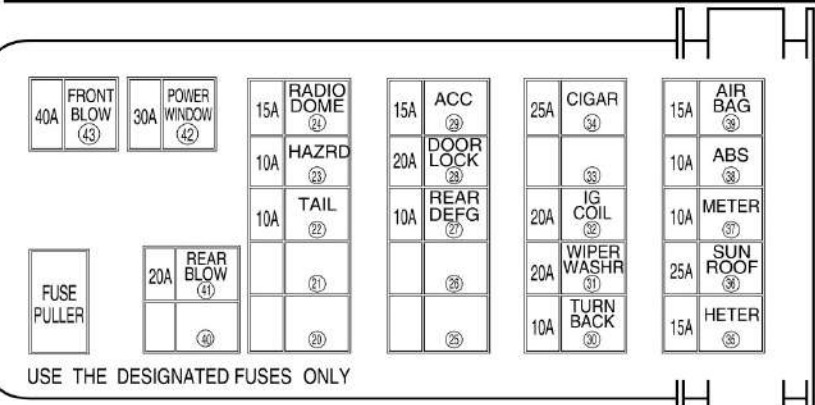 40A FRONT BLOW 43
30A POWER WINDOW 42
15A RADIO DOME 24
10A HAZRD 23
10A TAIL 22
21
20
15A ACC 29
20A DOOR LOCK 28
10A REAR DEFG 27
26
25
25A CIGAR 34
33
20A IG COIL 32
20A WIPER WASHR 31
10A TURN BACK 30
15A AIR BAG 39
10A ABS 38
10A METER 37
25A SUN ROOF 36
15A HETER 35
FUSE PULLER
20A REAR BLOW 41
40
USE THE DESIGNATED FUSES ONLY